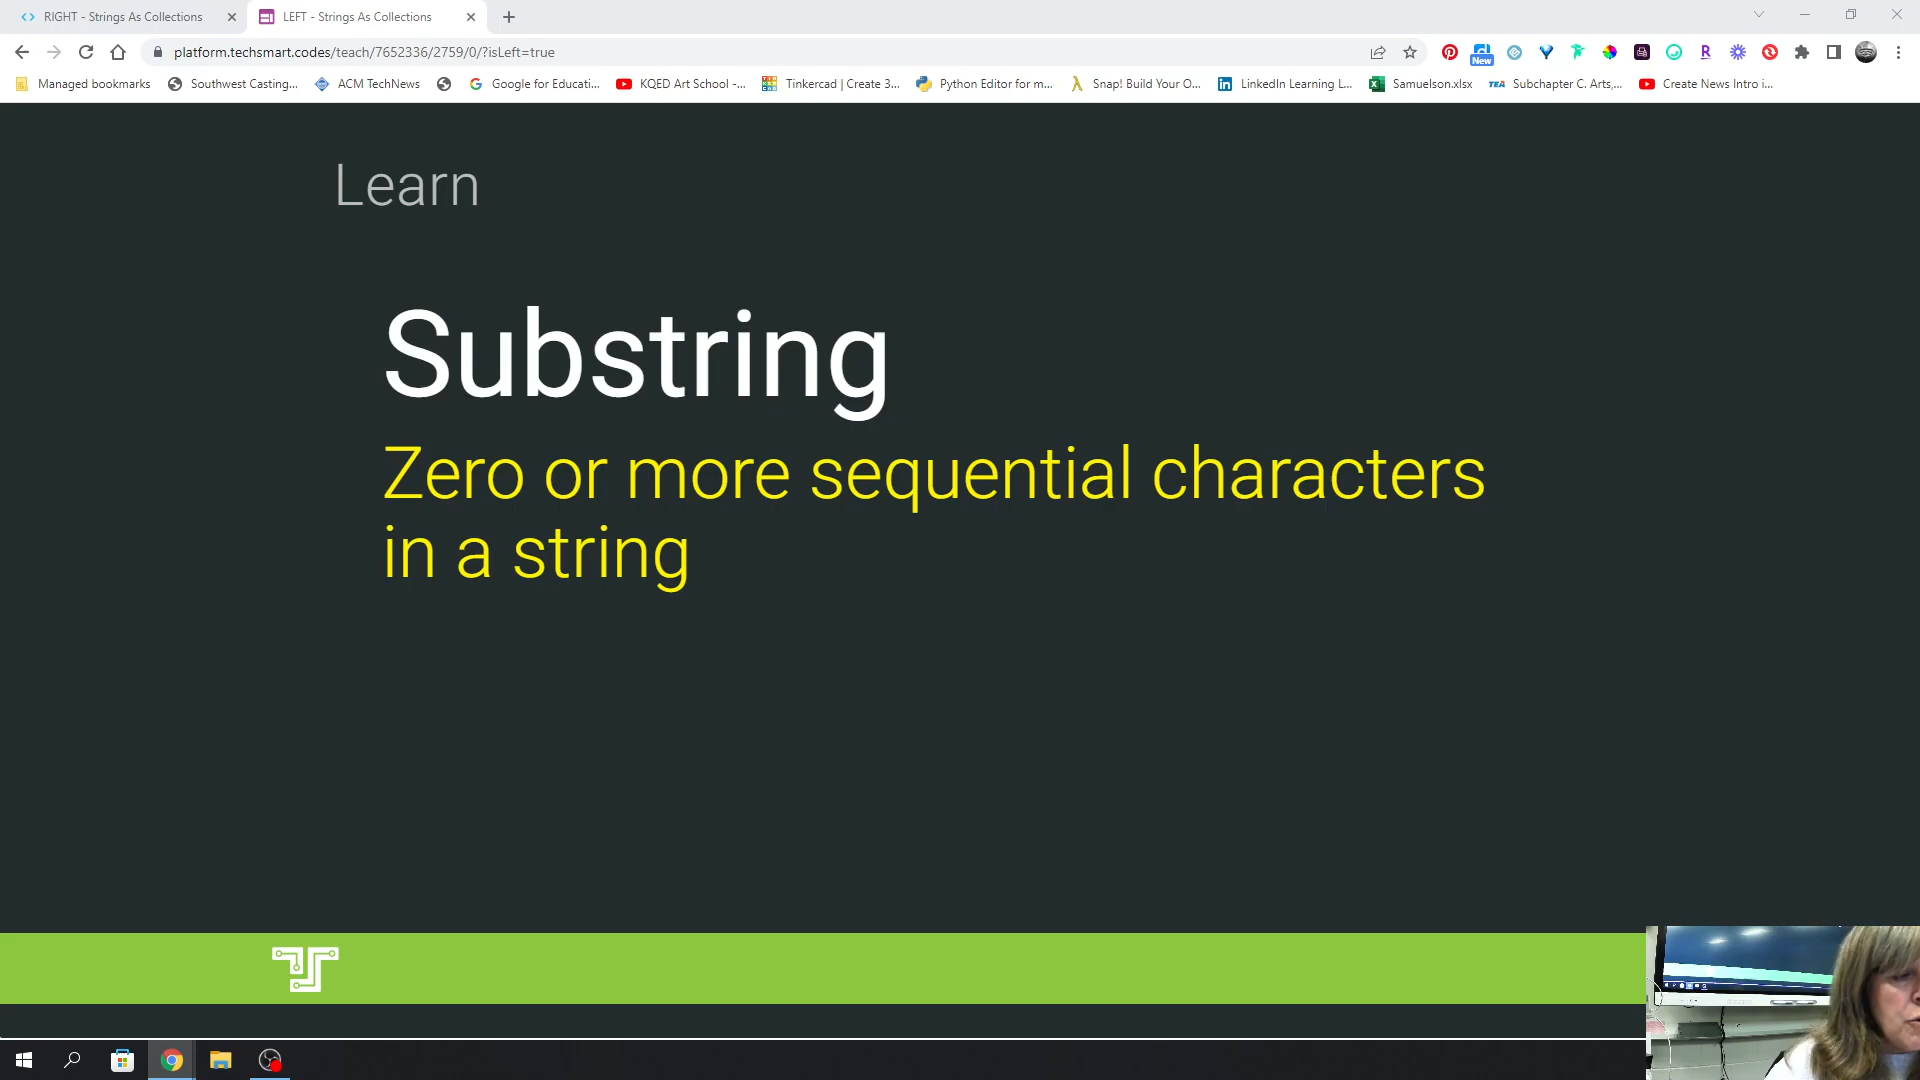 RIGHT - Strings As Collections
LEFT - Strings As Collections
platform.techsmart.codes/teach/7652336/2759/0/?isLeft=true
New
Managed bookmarks
Southwest Casting...
ACM TechNews
Google for Educati...
KQED Art School -...
Tinkercad | Create 3...
Python Editor for m...
Snap! Build Your O...
LinkedIn Learning L...
Samuelson.xlsx
TEA
Subchapter C. Arts,...
Create News Intro i...
Learn
Substring
Zero or more sequential characters
in a string